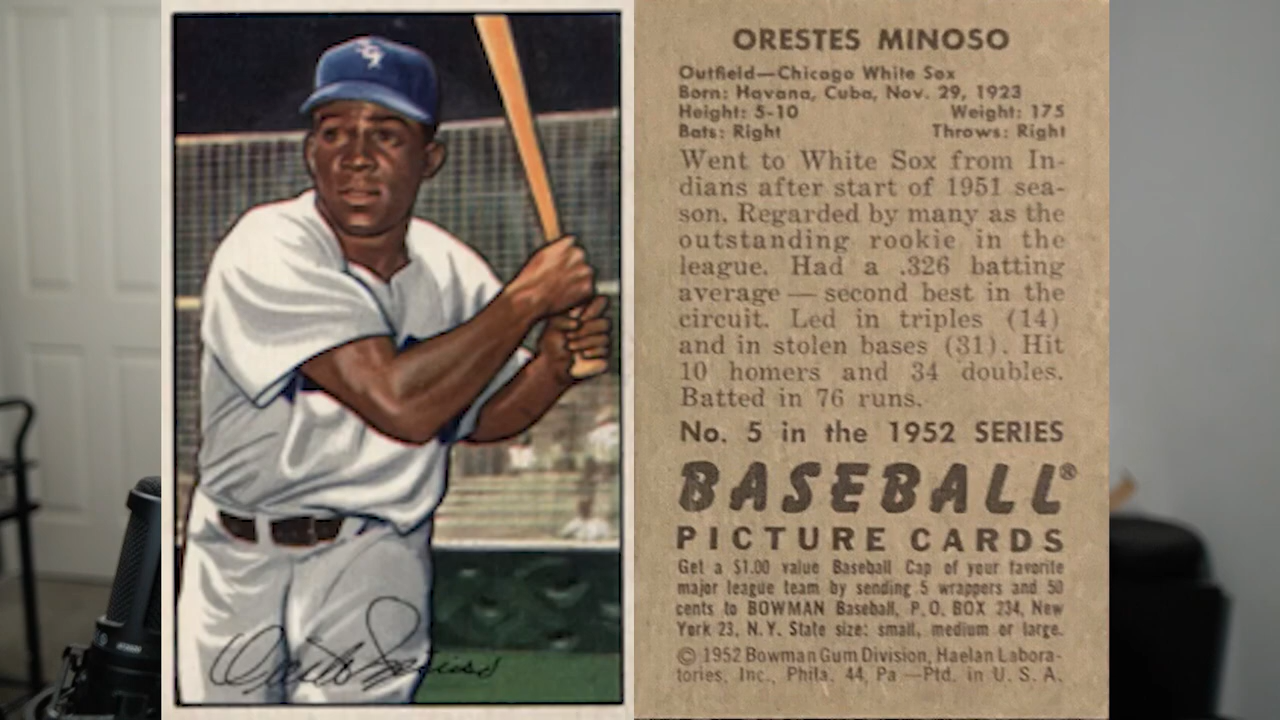 Orestes Minoso
ORESTES MINOSO
Outfield—Chicago White Sox
Born: Havana, Cuba, Nov. 29, 1923
Height: 5-10 Weight: 175
Bats: Right Throws: Right
Went to White Sox from In-
dians after start of 1951 sea-
son. Regarded by many as the
outstanding rookie in the
league. Had a .326 batting
average — second best in the
circuit. Led in triples (14)
and in stolen bases (31). Hit
10 homers and 34 doubles.
Batted in 76 runs.
No. 5 in the 1952 SERIES
BASEBALL®
PICTURE CARDS
Get a $1.00 value Baseball Cap of your favorite
major league team by sending 5 wrappers and 50
cents to BOWMAN Baseball, P.O. BOX 234, New
York 23, N.Y. State size: small, medium or large.
© 1952 Bowman Gum Division, Haelan Labora-
tories, Inc., Phila. 44, Pa —Ptd. in U. S. A.